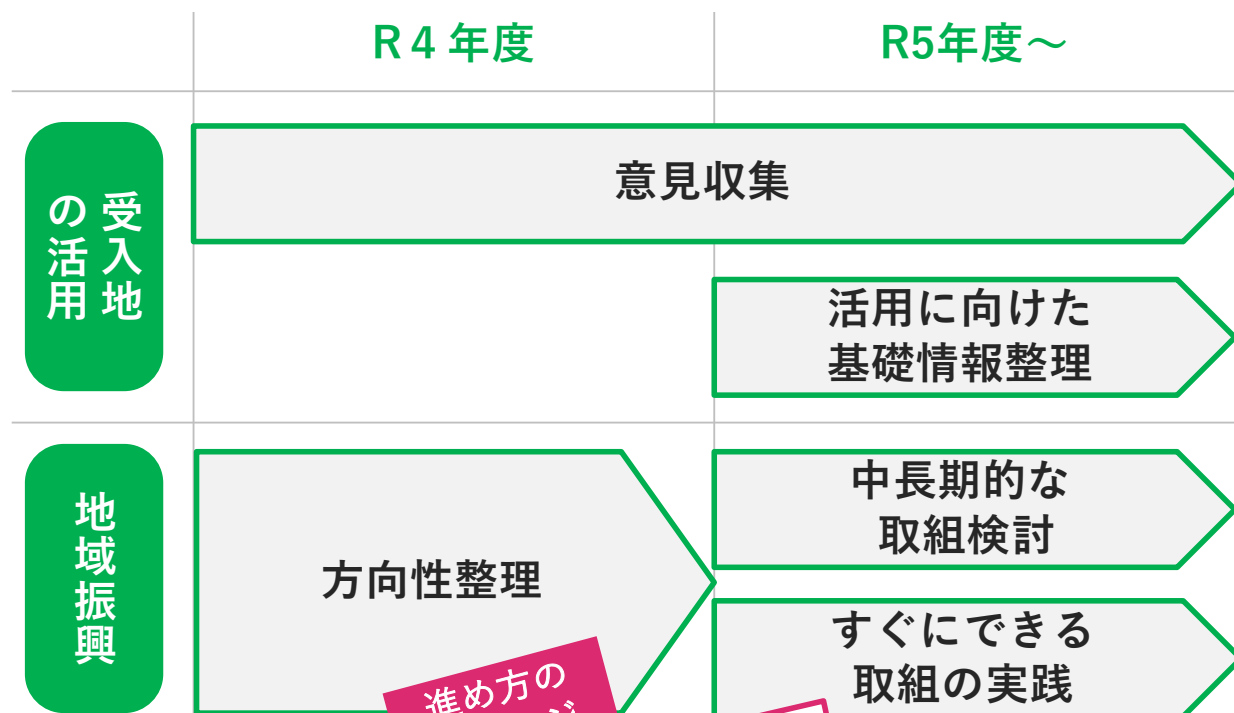 R４年度
R5年度～
受入地
の活用
意見収集
活用に向けた
基礎情報整理
地域振興
方向性整理
中長期的な
取組検討
すぐにできる
取組の実践
進め方の